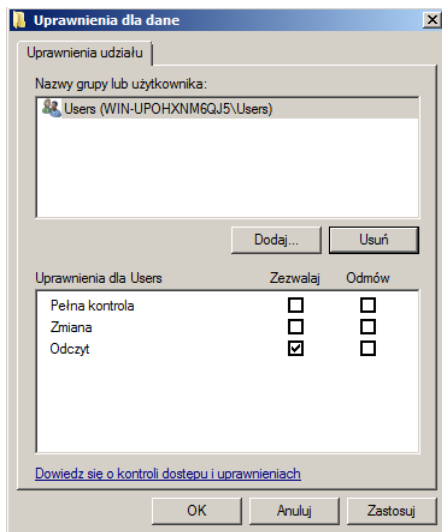 Uprawnienia dla dane
Uprawnienia udziału
Nazwy grupy lub użytkownika:
Users (WIN-UPOHXNM6QJ5\Users)
Dodaj... Usuń
Uprawnienia dla Users Zezwalaj Odmów
Pełna kontrola
Zmiana
Odczyt
Dowiedz się o kontroli dostępu i uprawnieniach
OK Anuluj Zastosuj